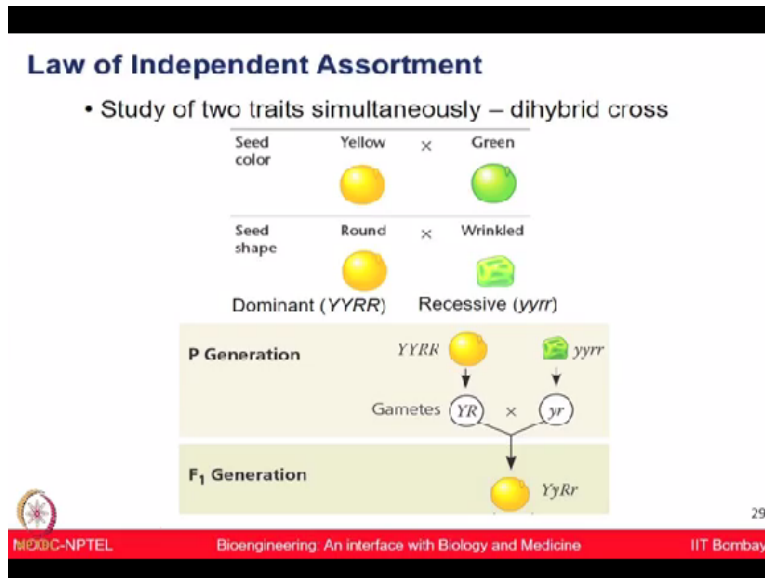 Law of Independent Assortment
• Study of two traits simultaneously – dihybrid cross
Seed color Yellow × Green
Seed shape Round × Wrinkled
Dominant (YYRR) Recessive (yyrr)
P Generation YYRR yyrr
Gametes YR × yr
F₁ Generation YyRr
29
MOOC-NPTEL Bioengineering: An interface with Biology and Medicine IIT Bombay